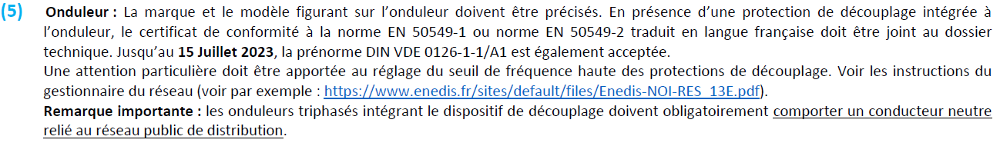 (5) Onduleur : La marque et le modèle figurant sur l’onduleur doivent être précisés. En présence d’une protection de découplage intégrée à
l’onduleur, le certificat de conformité à la norme EN 50549-1 ou norme EN 50549-2 traduit en langue française doit être joint au dossier
technique. Jusqu’au 15 Juillet 2023, la prénorme DIN VDE 0126-1-1/A1 est également acceptée.
Une attention particulière doit être apportée au réglage du seuil de fréquence haute des protections de découplage. Voir les instructions du
gestionnaire du réseau (voir par exemple : https://www.enedis.fr/sites/default/files/Enedis-NOI-RES_13E.pdf).
Remarque importante : les onduleurs triphasés intégrant le dispositif de découplage doivent obligatoirement comporter un conducteur neutre
relié au réseau public de distribution.